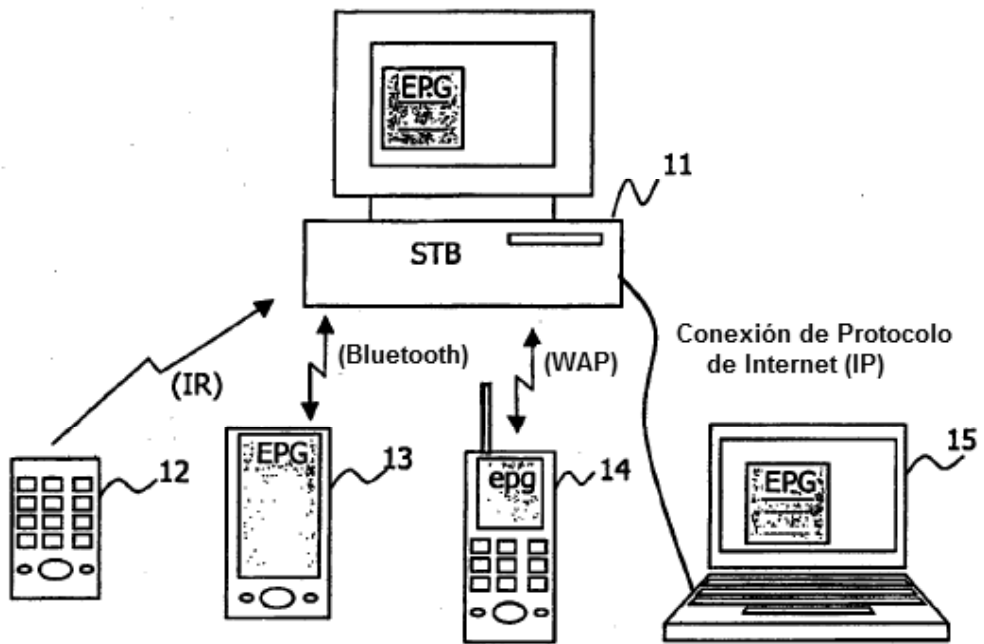 EPG
11
STB
Conexión de Protocolo
de Internet (IP)
(Bluetooth)
(WAP)
(IR)
EPG
13
epg
14
EPG
15
12